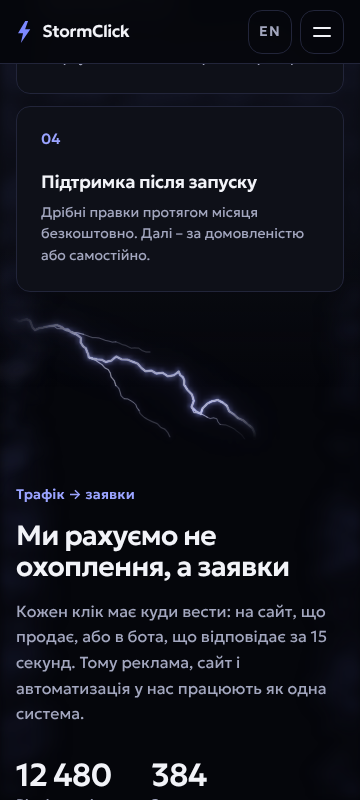 StormClick
EN
04
Підтримка після запуску
Дрібні правки протягом місяця
безкоштовно. Далі – за домовленістю
або самостійно.
Трафік → заявки
Ми рахуємо не
охоплення, а заявки
Кожен клік має куди вести: на сайт, що
продає, або в бота, що відповідає за 15
секунд. Тому реклама, сайт і
автоматизація у нас працюють як одна
система.
12 480 384